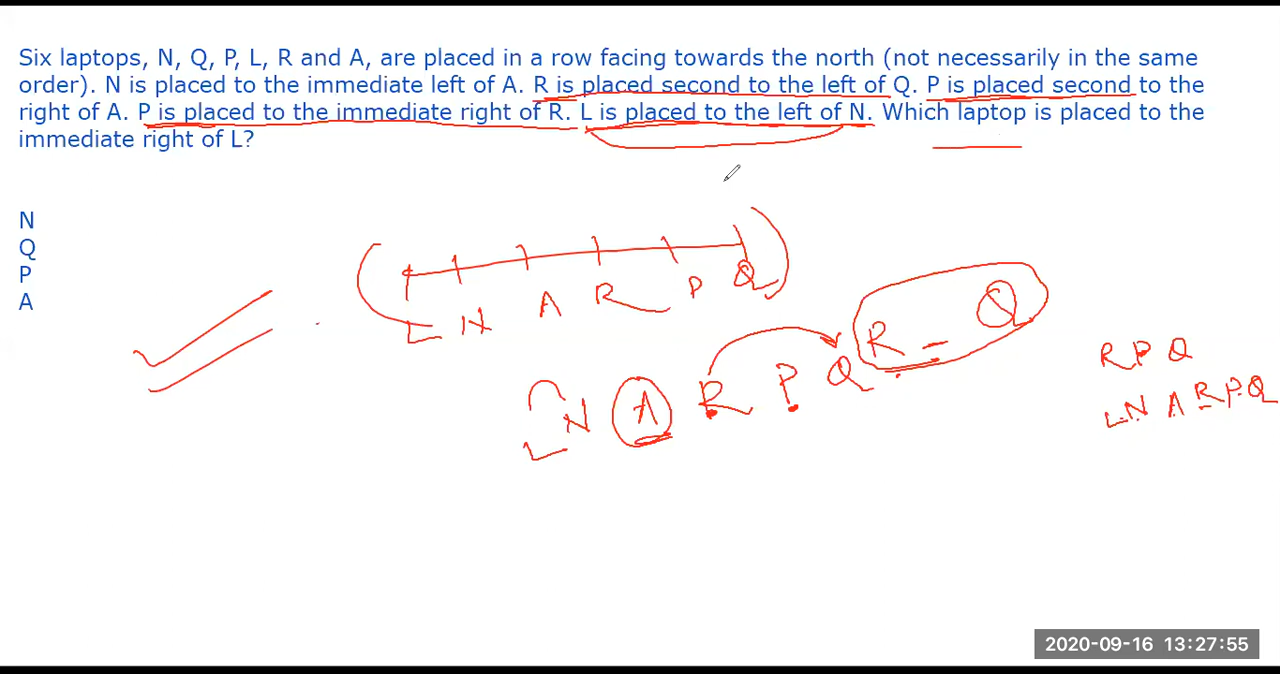 Six laptops, N, Q, P, L, R and A, are placed in a row facing towards the north (not necessarily in the same
order). N is placed to the immediate left of A. R is placed second to the left of Q. P is placed second to the
right of A. P is placed to the immediate right of R. L is placed to the left of N. Which laptop is placed to the
immediate right of L?
N
Q
P
A
L N A R P Q
R - Q
L N A R P Q
R P Q
L N A R P Q
2020-09-16 13:27:55